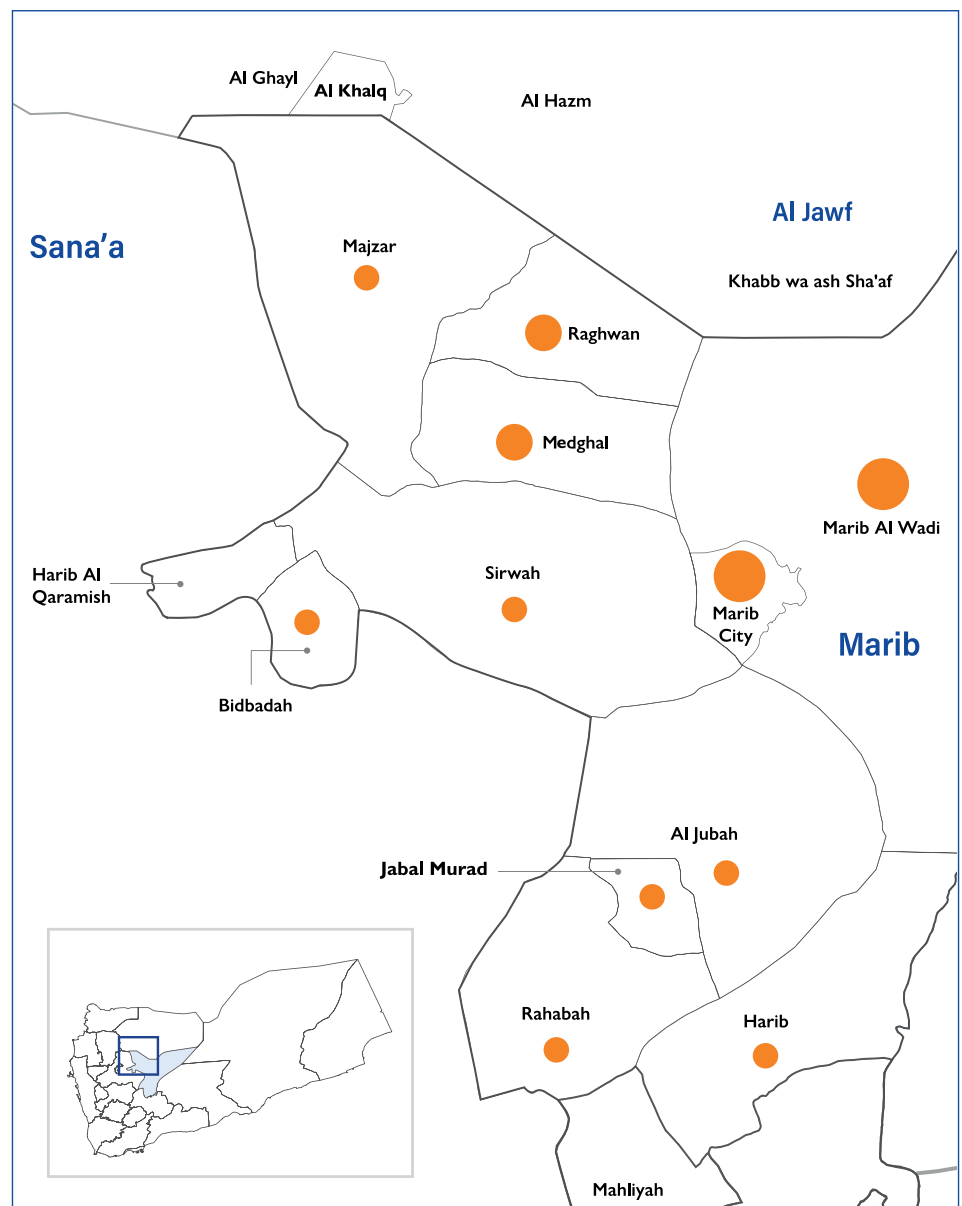 Al Ghayl
Al Khalq
Al Hazm
Al Jawf
Sana'a
Majzar
Khabb wa ash Sha'af
Raghwan
Medghal
Marib Al Wadi
Harib Al
Qaramish
Sirwah
Marib
City
Marib
Bidbadah
Al Jubah
Jabal Murad
Rahabah
Harib
Mahliyah